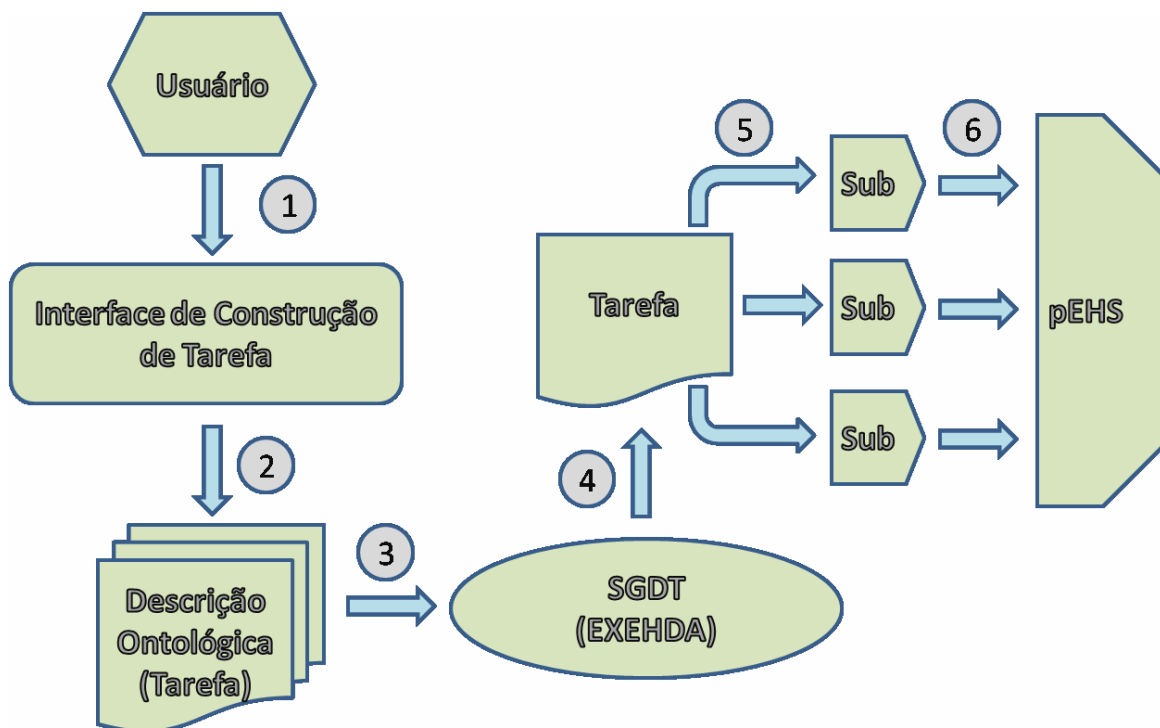 Usuário
1
Interface de Construção
de Tarefa
2
Descrição
Ontológica
(Tarefa)
3
SGDT
(EXEHDA)
4
Tarefa
5
Sub
Sub
Sub
6
pEHS